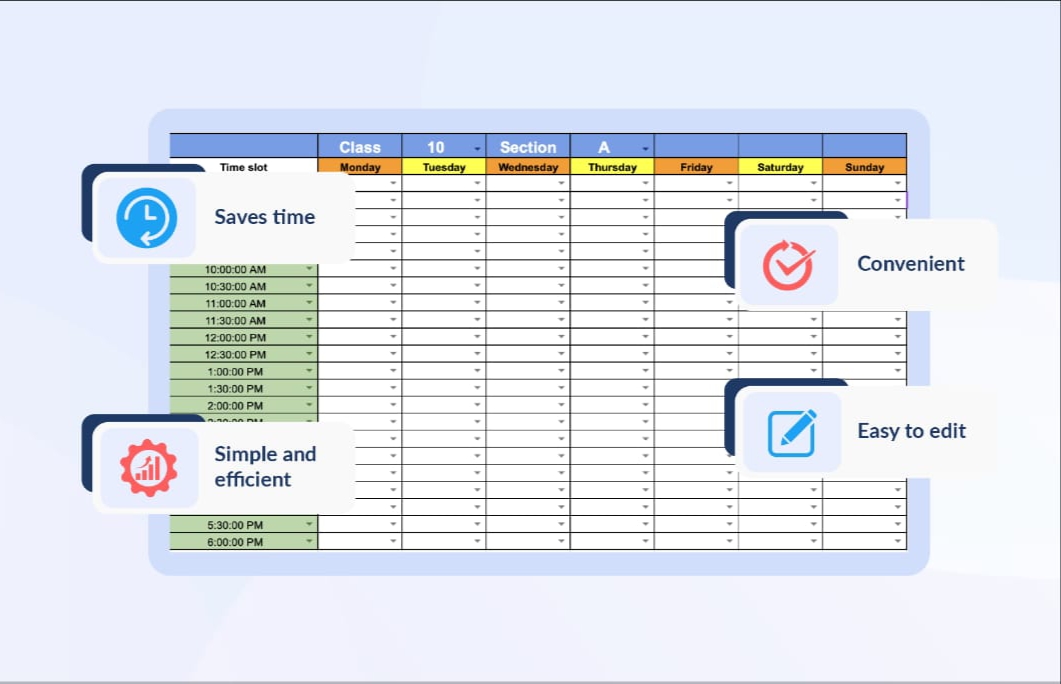 Class 10 Section A
Time slot Monday Tuesday Wednesday Thursday Friday Saturday Sunday
Saves time
Convenient
10:00:00 AM
10:30:00 AM
11:00:00 AM
11:30:00 AM
12:00:00 PM
12:30:00 PM
1:00:00 PM
1:30:00 PM
2:00:00 PM
Easy to edit
Simple and
efficient
5:30:00 PM
6:00:00 PM